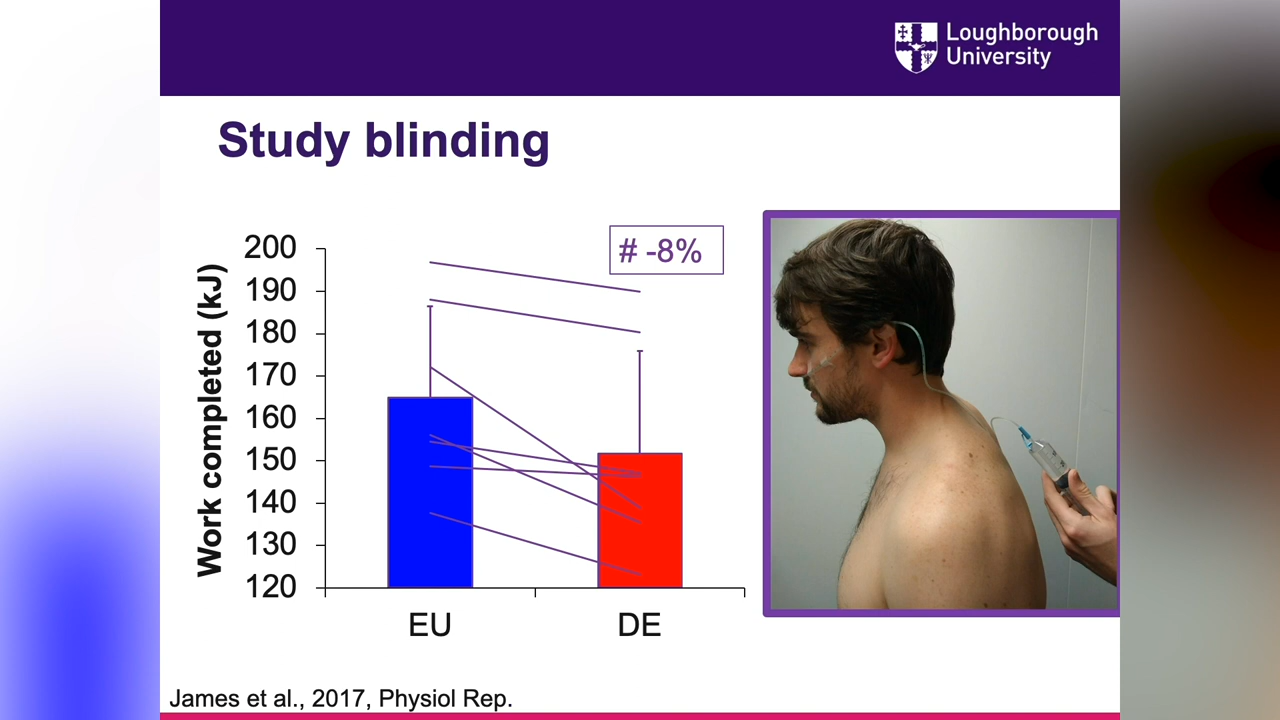 Loughborough
University
Study blinding
# -8%
Work completed (kJ)
200
190
180
170
160
150
140
130
120
EU
DE
James et al., 2017, Physiol Rep.